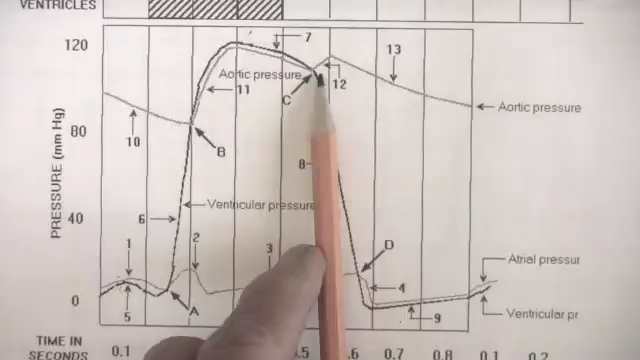 VENTRICLES
120
7
Aortic pressure
11
C
12
13
Aortic pressure
10
80
B
PRESSURE (mm Hg)
8
Ventricular pressure
6
40
1
2
3
D
Atrial pressur
4
0
5
A
9
Ventricular pr
TIME IN
SECONDS
0.1
.5
.6
0.7
0.8
0.1
0.2